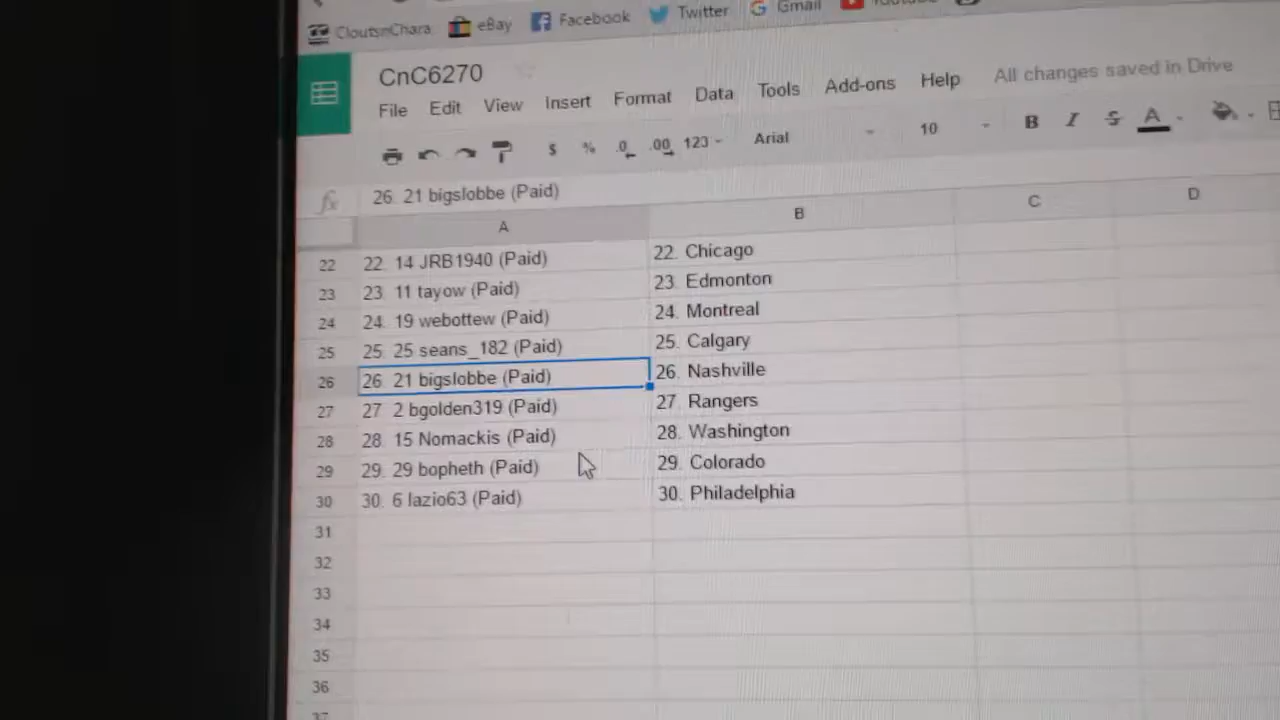 CloutsnChara eBay Facebook Twitter Gmail
CnC6270
File Edit View Insert Format Data Tools Add-ons Help All changes saved in Drive
$ % .0 .00 123 Arial 10 B I S A
fx 26. 21 bigslobbe (Paid)
A B C D
22 22. 14 JRB1940 (Paid) 22. Chicago
23 23. 11 tayow (Paid) 23. Edmonton
24 24. 19 webottew (Paid) 24. Montreal
25 25. 25 seans_182 (Paid) 25. Calgary
26 26. 21 bigslobbe (Paid) 26. Nashville
27 27. 2 bgolden319 (Paid) 27. Rangers
28 28. 15 Nomackis (Paid) 28. Washington
29 29. 29 bopheth (Paid) 29. Colorado
30 30. 6 lazio63 (Paid) 30. Philadelphia
31
32
33
34
35
36
37